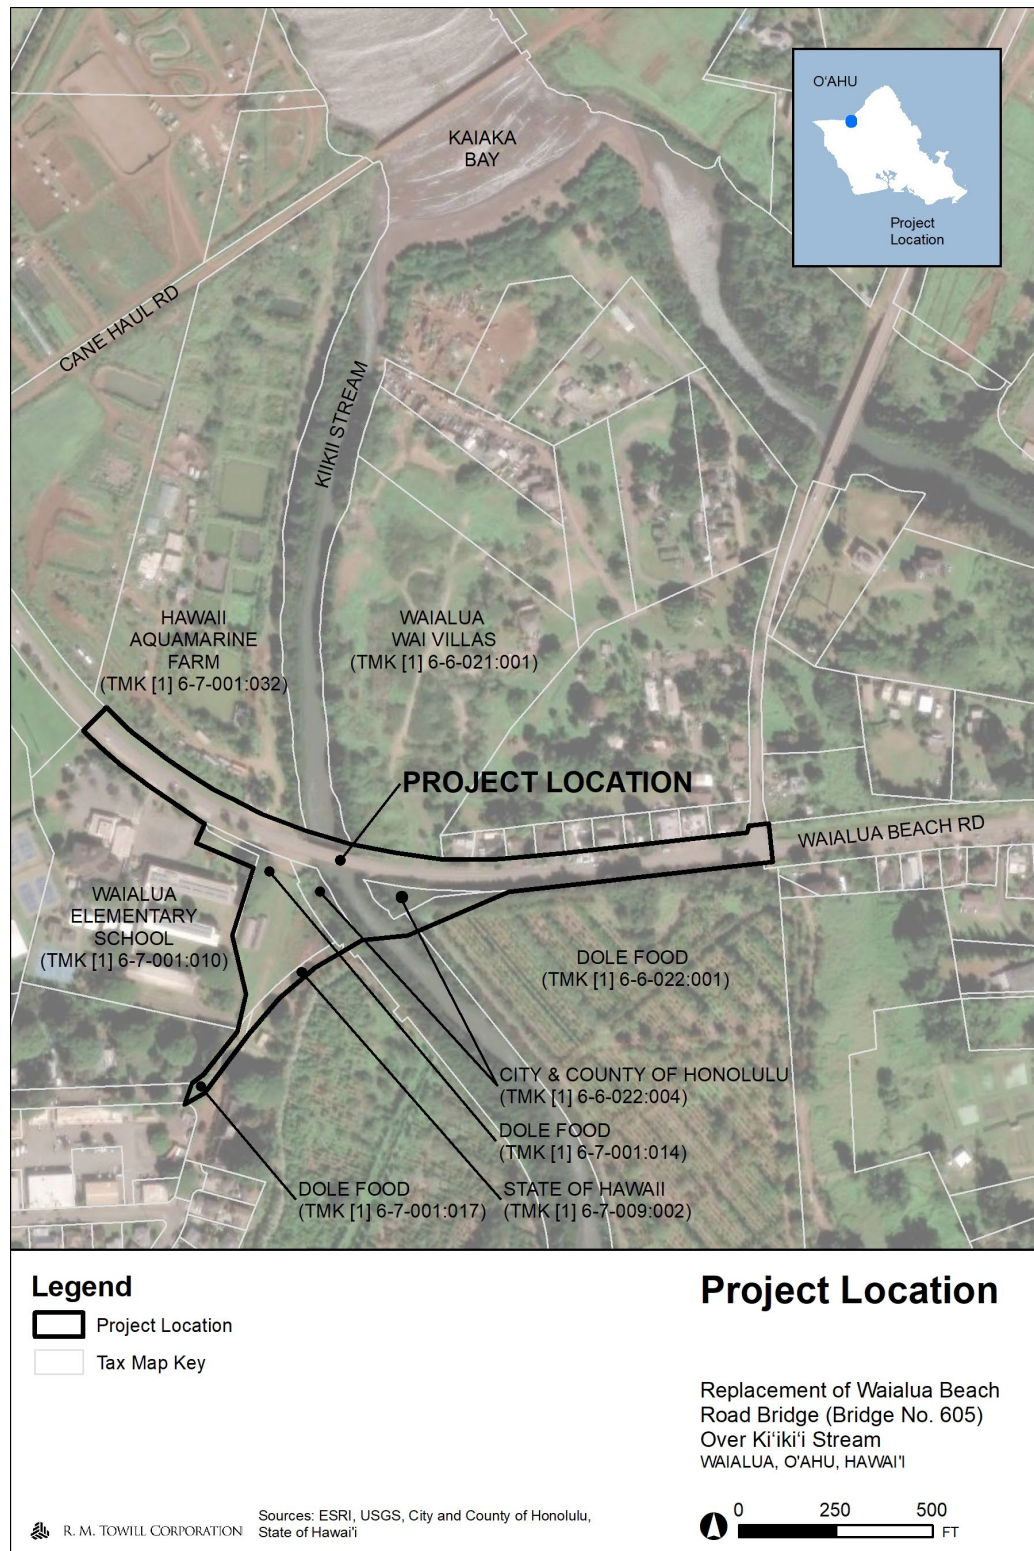 O'AHU
Project
Location
KAIAKA
BAY
CANE HAUL RD
KIIKII STREAM
HAWAII
AQUAMARINE
FARM
(TMK [1] 6-7-001:032)
WAIALUA
WAI VILLAS
(TMK [1] 6-6-021:001)
PROJECT LOCATION
WAIALUA BEACH RD
WAIALUA
ELEMENTARY
SCHOOL
(TMK [1] 6-7-001:010)
DOLE FOOD
(TMK [1] 6-6-022:001)
CITY & COUNTY OF HONOLULU
(TMK [1] 6-6-022:004)
DOLE FOOD
(TMK [1] 6-7-001:014)
DOLE FOOD
(TMK [1] 6-7-001:017)
STATE OF HAWAII
(TMK [1] 6-7-009:002)
Legend
Project Location
Tax Map Key
Project Location
Replacement of Waialua Beach
Road Bridge (Bridge No. 605)
Over Ki‘iki‘i Stream
WAIALUA, O'AHU, HAWAI'I
R. M. TOWILL CORPORATION
Sources: ESRI, USGS, City and County of Honolulu,
State of Hawai'i
0 250 500
FT